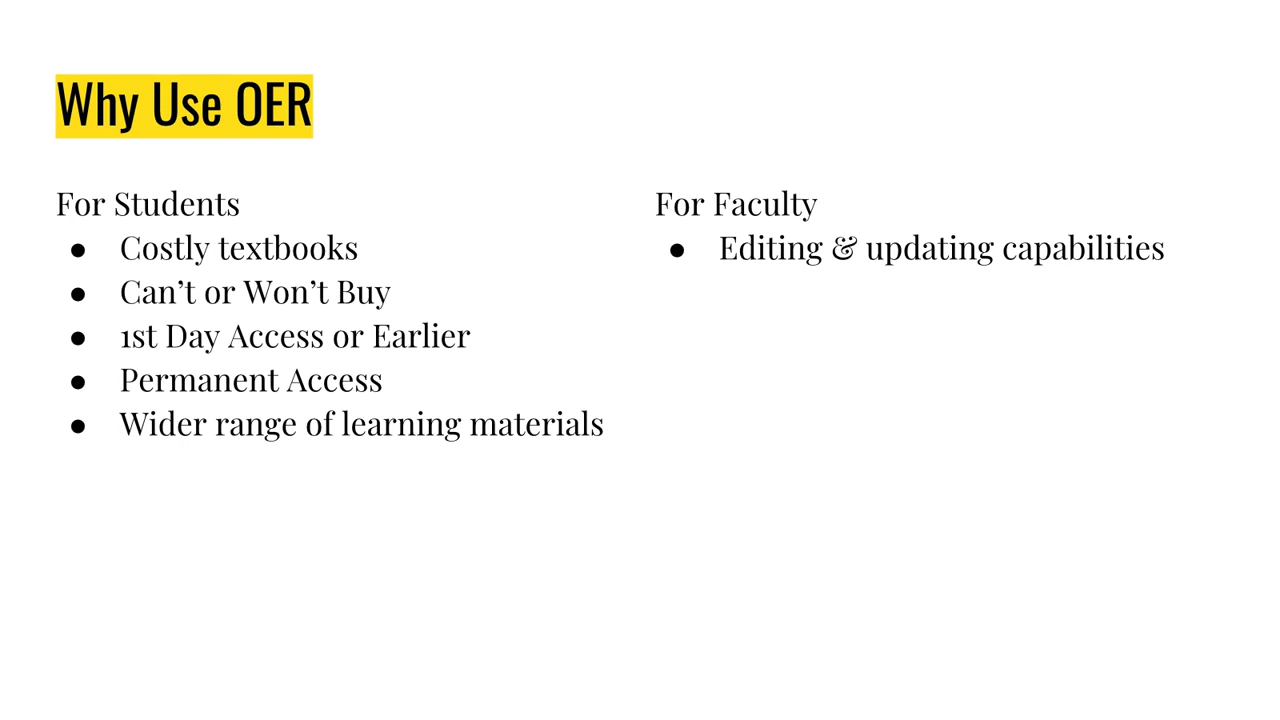 Why Use OER
For Students
● Costly textbooks
● Can’t or Won’t Buy
● 1st Day Access or Earlier
● Permanent Access
● Wider range of learning materials
For Faculty
● Editing & updating capabilities